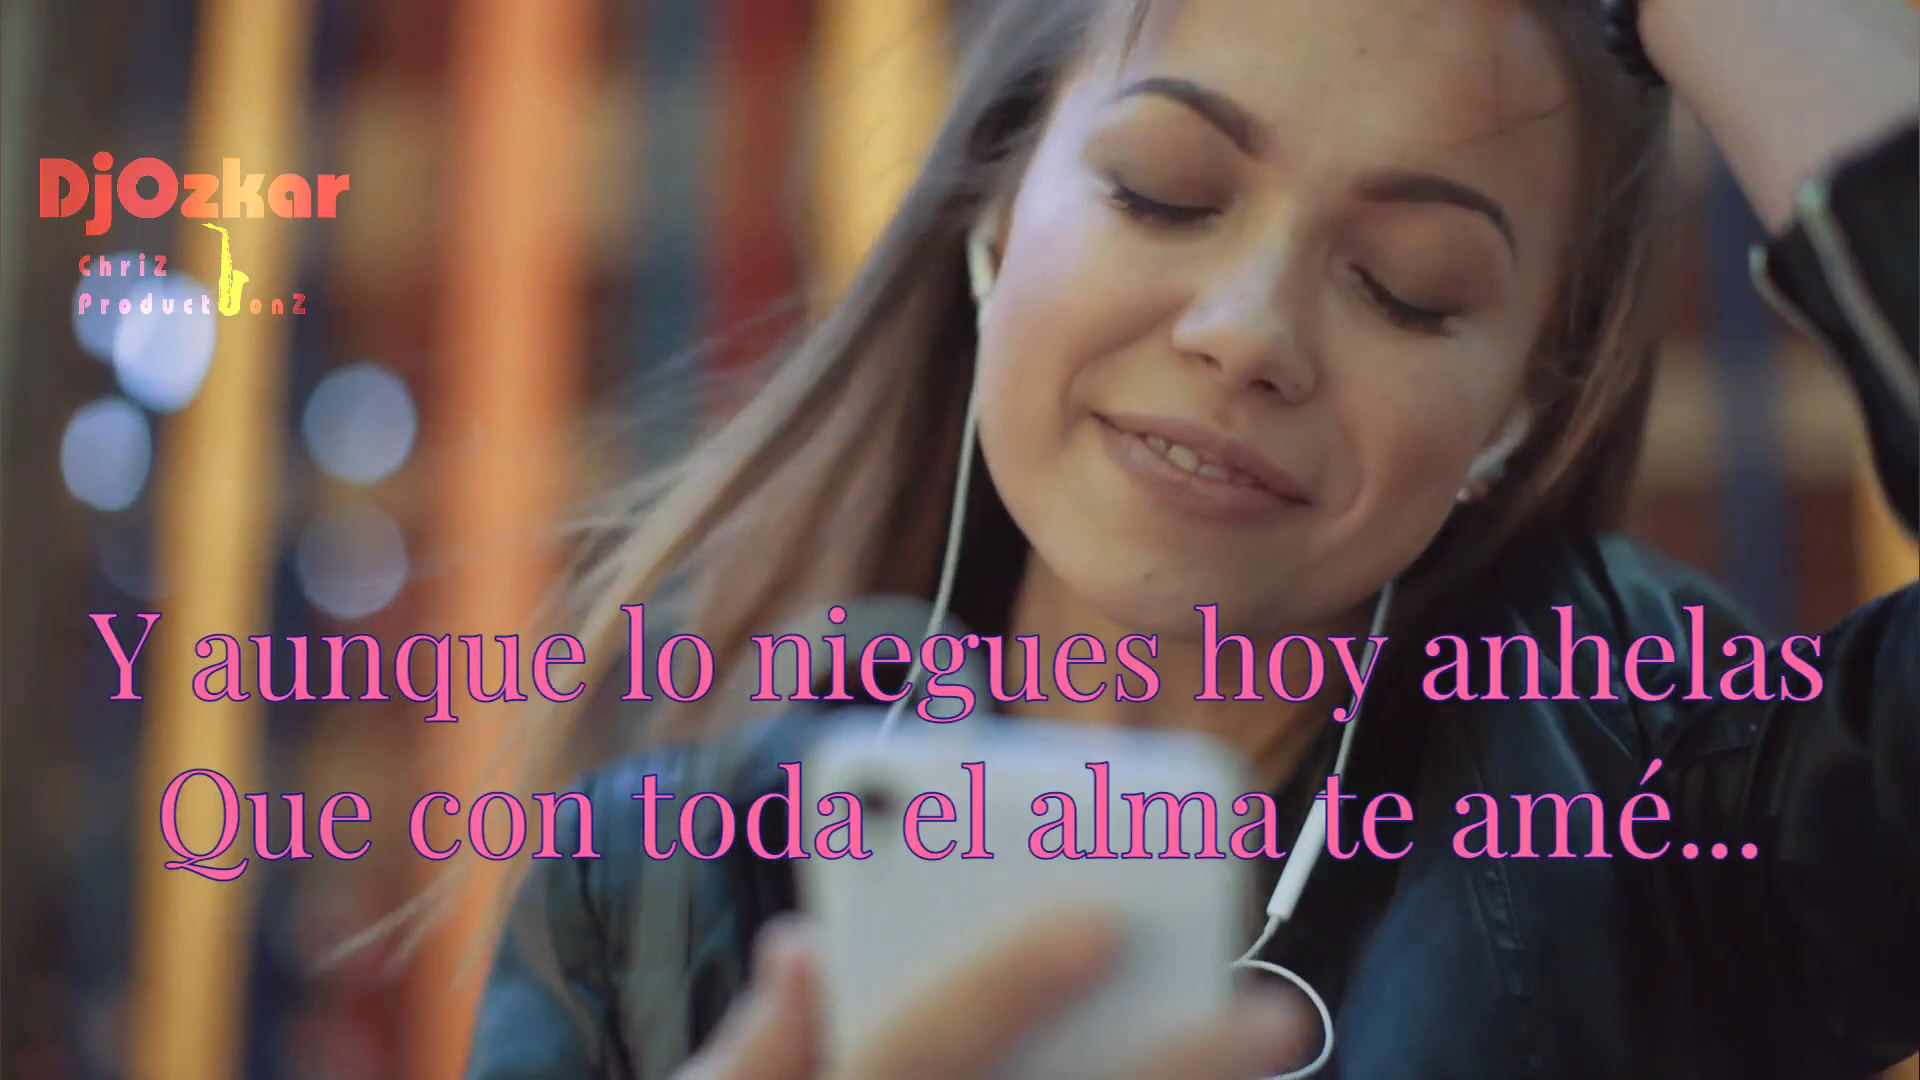 DjOzkar
ChriZ
ProductionZ
Y aunque lo niegues hoy anhelas
Que con toda el alma te amé...